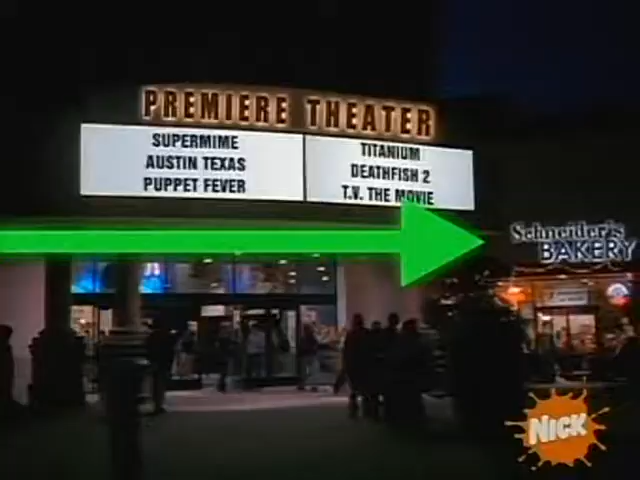 PREMIERE THEATER
SUPERMIME
AUSTIN TEXAS
PUPPET FEVER
TITANIUM
DEATHFISH 2
T.V. THE MOVIE
Schneider's
BAKERY
NICK